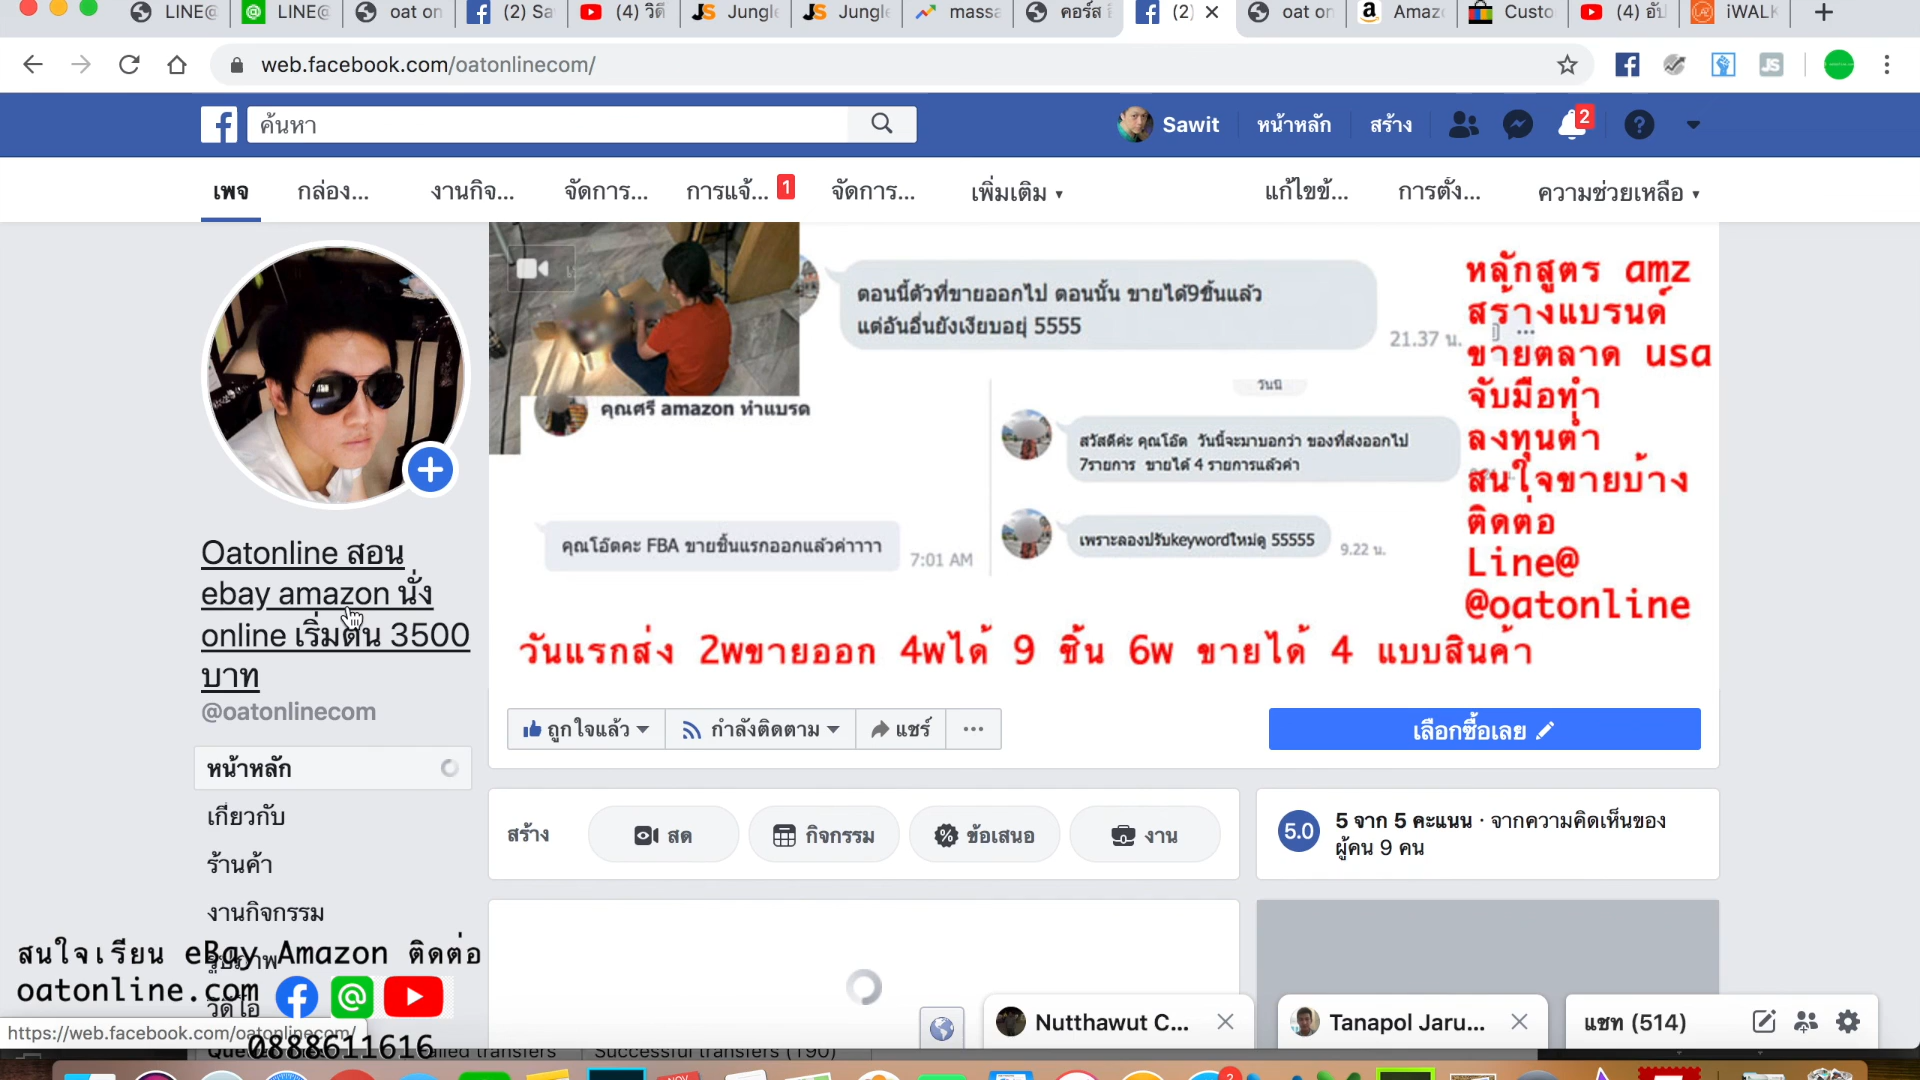 LINE@
LINE@
oat on
(2) Sa
(4) วิดี
Jungle
Jungle
massa
คอร์ส
(2)
oat on
Amaz
Custo
(4) อัป
iWALK
web.facebook.com/oatonlinecom/
ค้นหา
Sawit
หน้าหลัก
สร้าง
2
เพจ
กล่อง...
งานกิจ...
จัดการ...
การแจ้... 1
จัดการ...
เพิ่มเติม
แก้ไขข้...
การตั้ง...
ความช่วยเหลือ
ตอนนี้ตัวที่ขายออกไป ตอนนั้น ขายได้9ชิ้นแล้ว
แต่อันอื่นยังเงียบอยู่ 5555
21.37 น.
คุณศรี amazon ทำแบรด
วันนี้
สวัสดีค่ะ คุณโอ๊ต วันนี้จะมาบอกว่า ของที่ส่งออกไป
7รายการ ขายได้ 4 รายการแล้วค่า
คุณโอ๊ตคะ FBA ขายชิ้นแรกออกแล้วค่าาาา
7:01 AM
เพราะลองปรับkeywordใหม่ดู 55555
9.22 น.
หลักสูตร amz
สร้างแบรนด์
ขายตลาด usa
จับมือทำ
ลงทุนต่ำ
สนใจขายบ้าง
ติดต่อ
Line@
@oatonline
วันแรกส่ง 2wขายออก 4wได้ 9 ชิ้น 6w ขายได้ 4 แบบสินค้า
Oatonline สอน
ebay amazon นั่ง
online เริ่มต้น 3500
บาท
@oatonlinecom
ถูกใจแล้ว
กำลังติดตาม
แชร์
เลือกซื้อเลย
หน้าหลัก
เกี่ยวกับ
ร้านค้า
งานกิจกรรม
รูปภาพ
วิดีโอ
สร้าง
สด
กิจกรรม
ข้อเสนอ
งาน
5.0
5 จาก 5 คะแนน · จากความคิดเห็นของ
ผู้คน 9 คน
สนใจเรียน eBay Amazon ติดต่อ
oatonline.com
0888611616
https://web.facebook.com/oatonlinecom/
Nutthawut C...
Tanapol Jaru...
แชท (514)
Successful transfers (190)